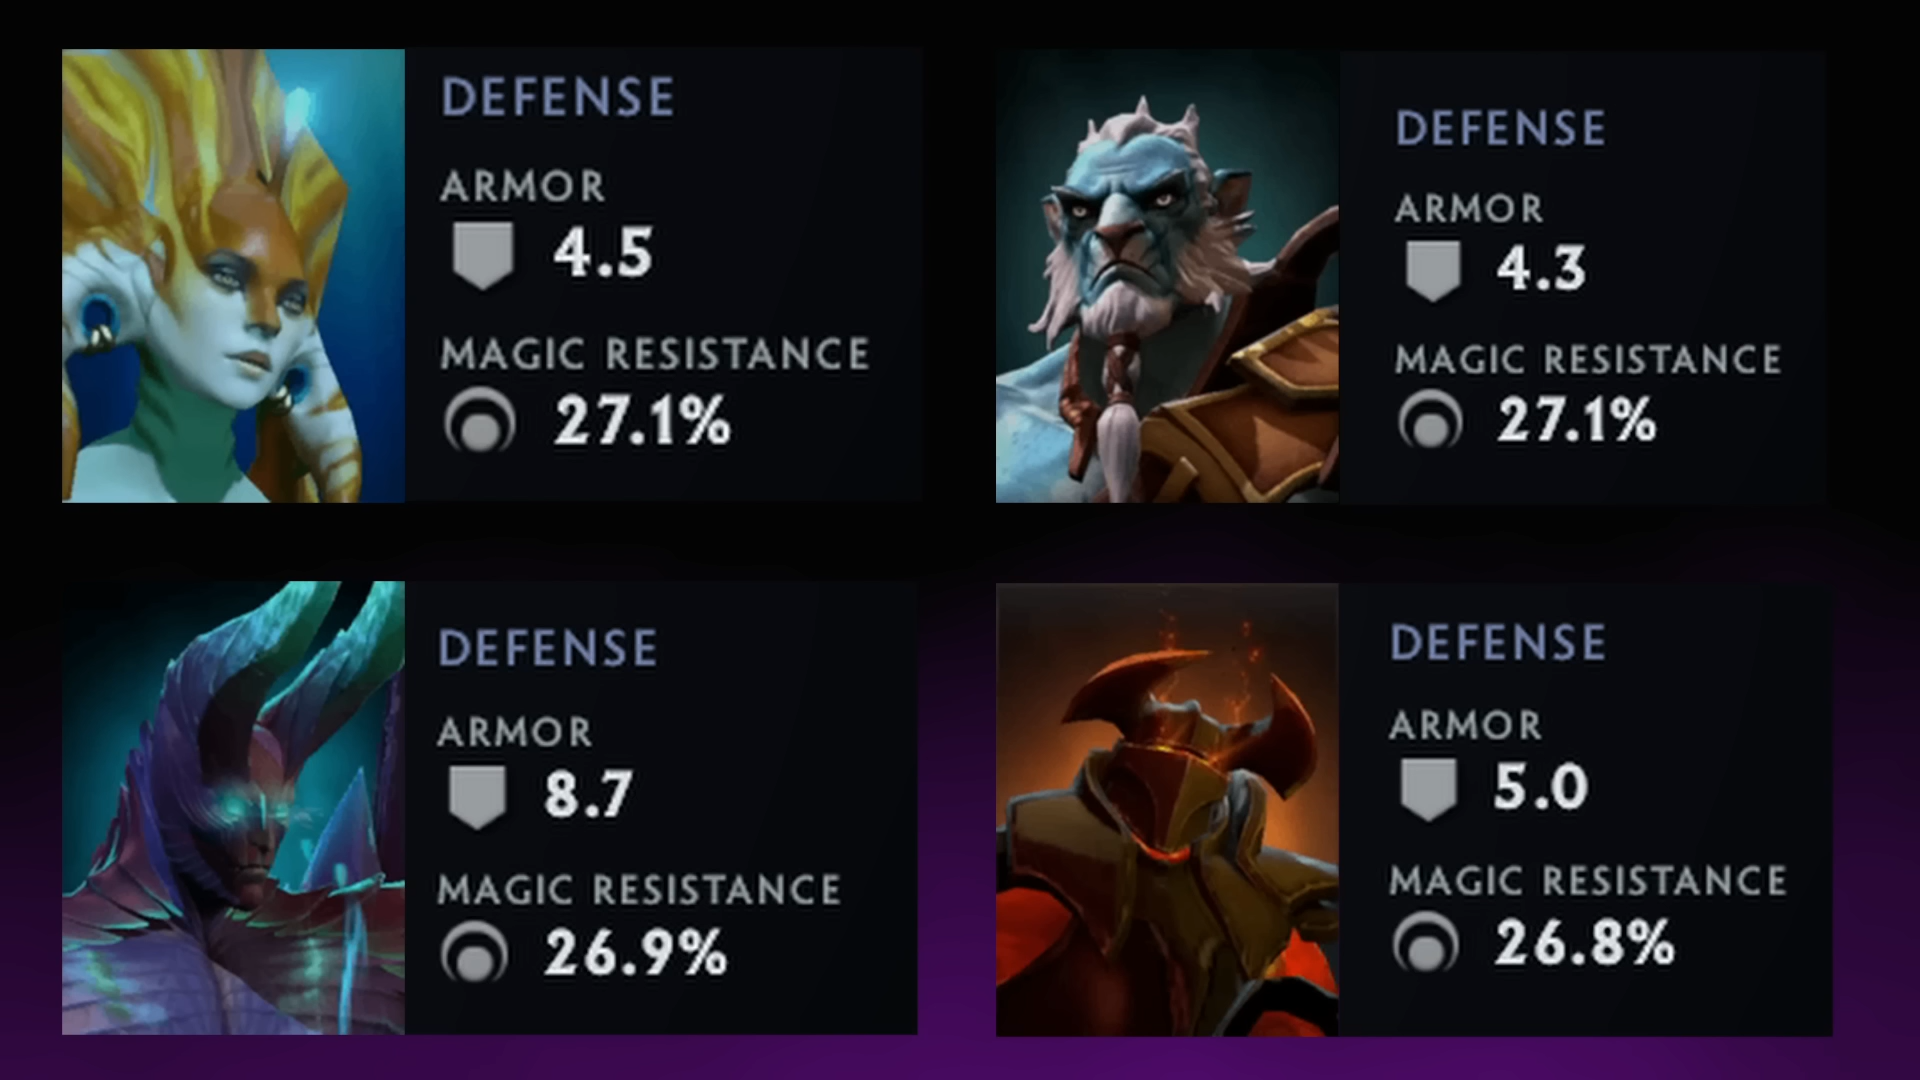 DEFENSE
ARMOR
4.5
MAGIC RESISTANCE
27.1%
DEFENSE
ARMOR
4.3
MAGIC RESISTANCE
27.1%
DEFENSE
ARMOR
8.7
MAGIC RESISTANCE
26.9%
DEFENSE
ARMOR
5.0
MAGIC RESISTANCE
26.8%